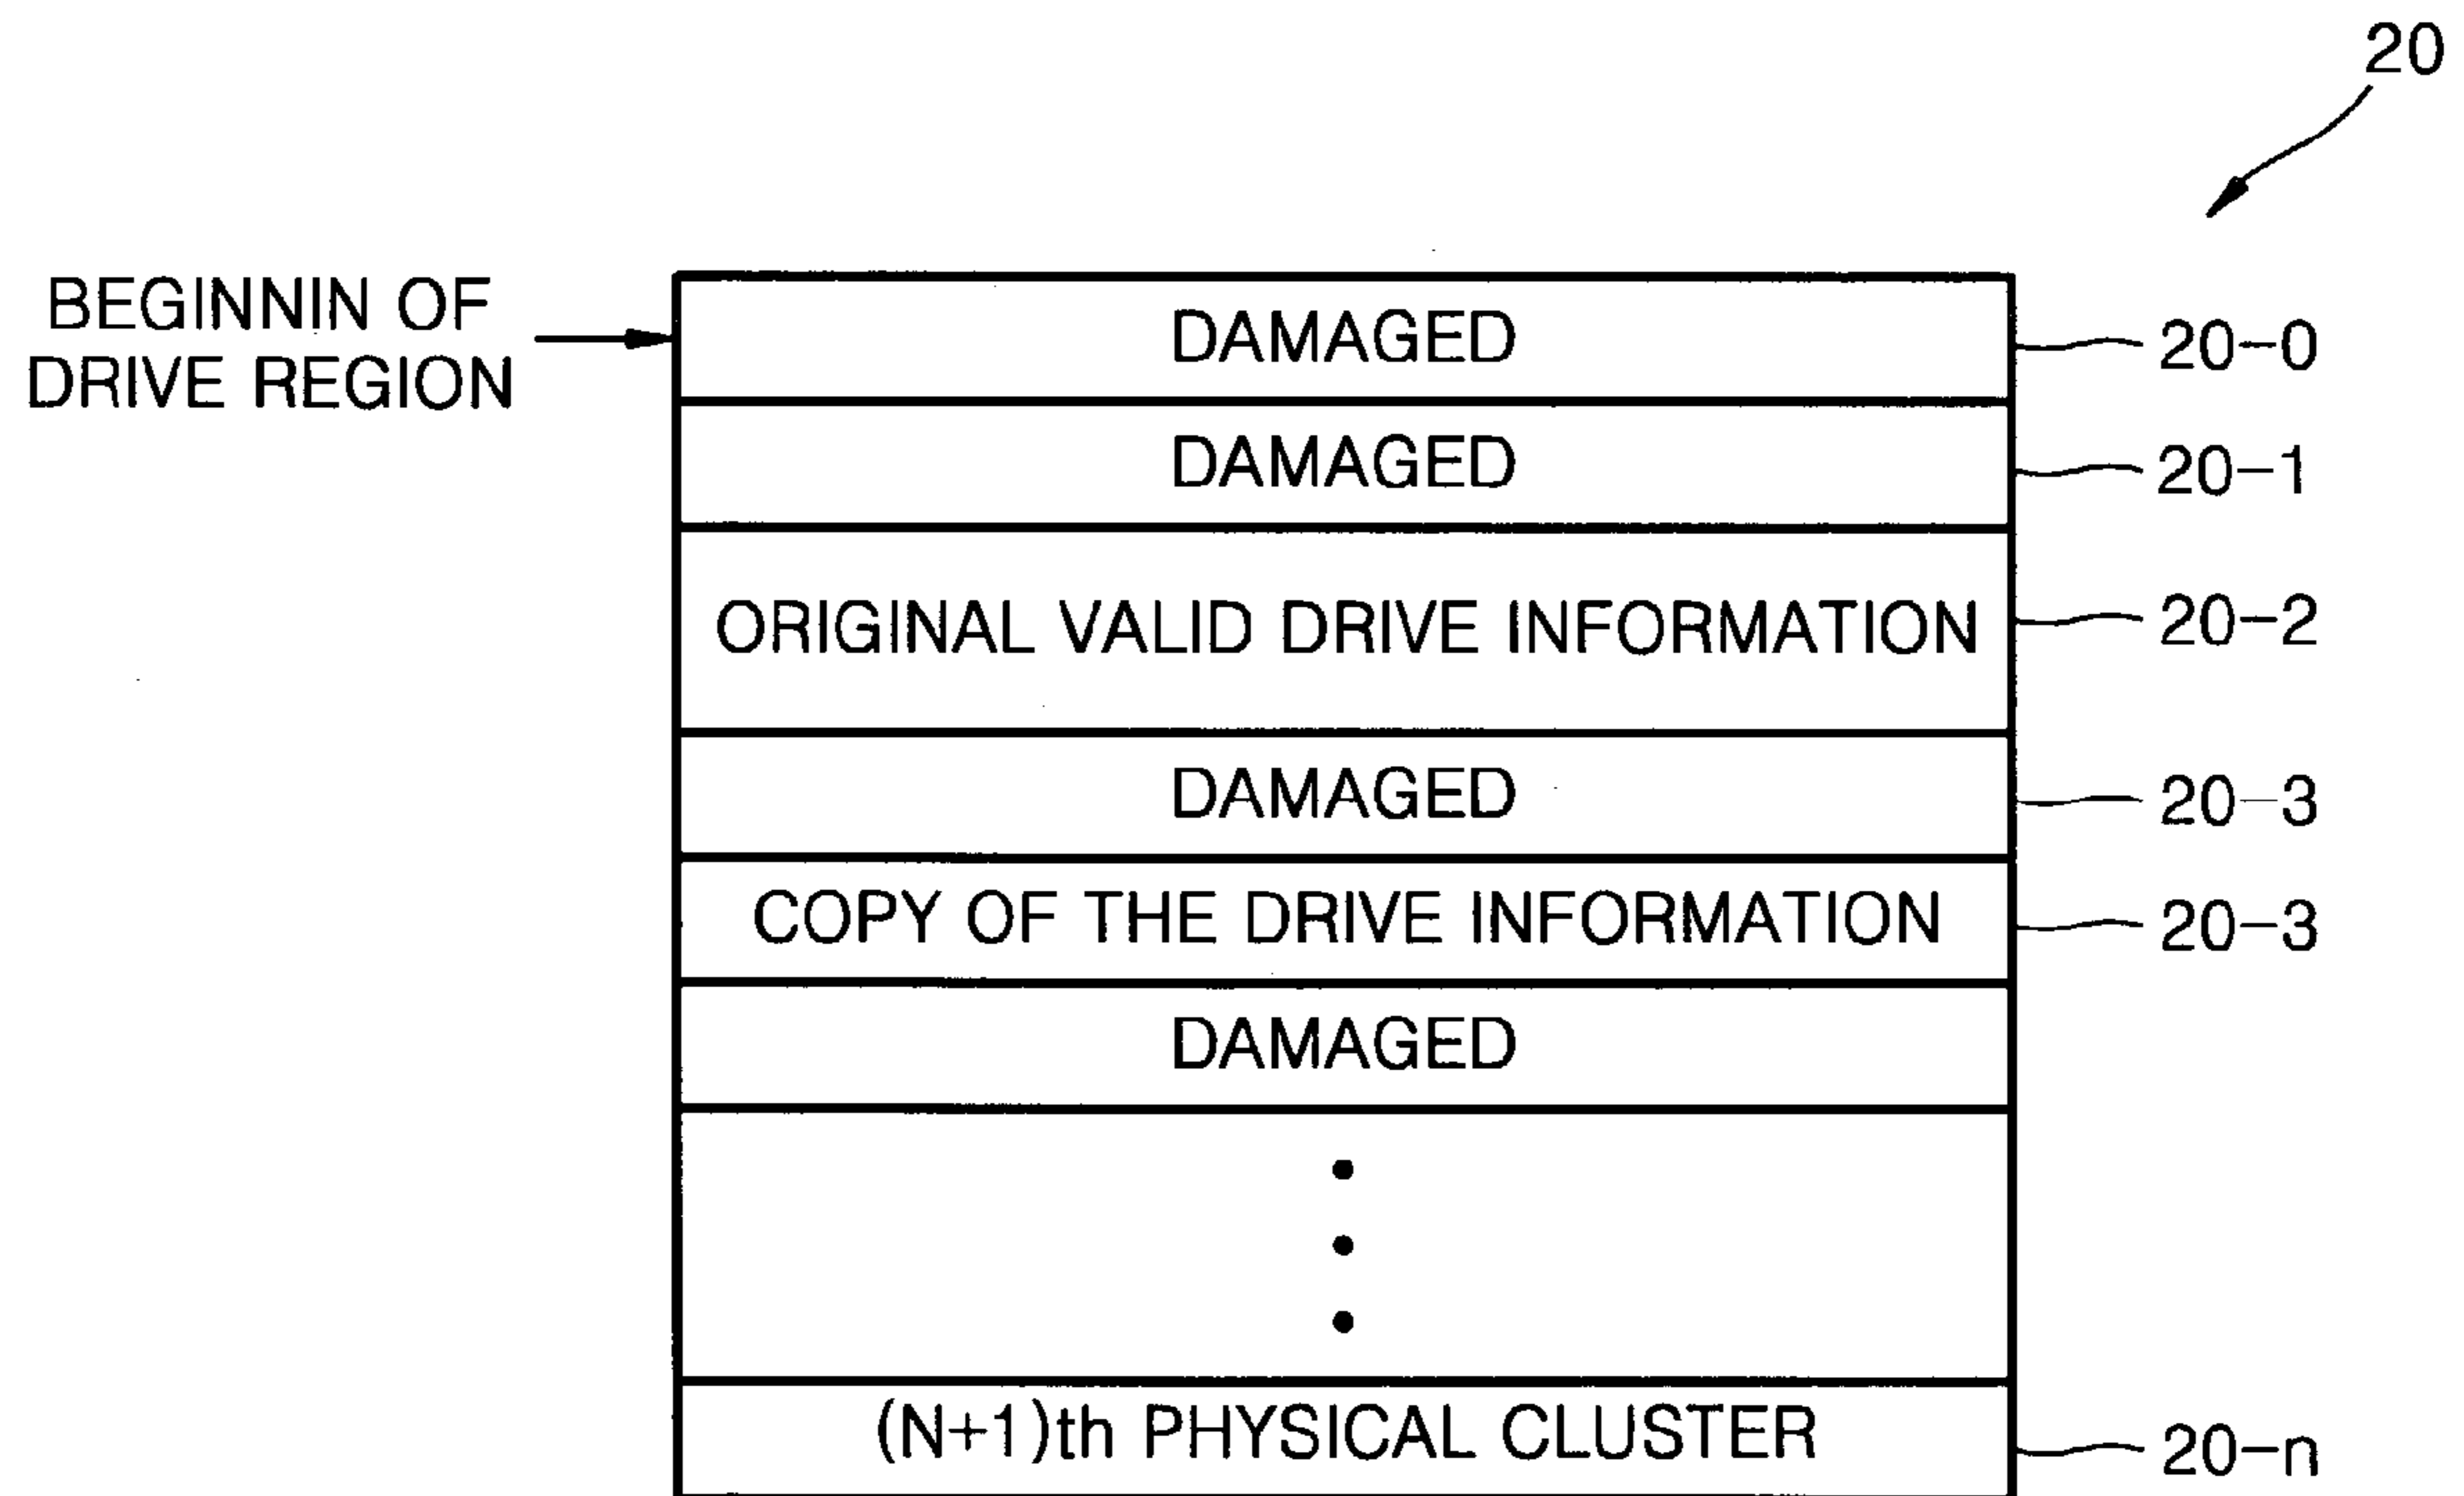 20
BEGINNIN OF
DRIVE REGION
DAMAGED
20-0
DAMAGED
20-1
ORIGINAL VALID DRIVE INFORMATION
20-2
DAMAGED
20-3
COPY OF THE DRIVE INFORMATION
20-3
DAMAGED
(N+1)th PHYSICAL CLUSTER
20-n